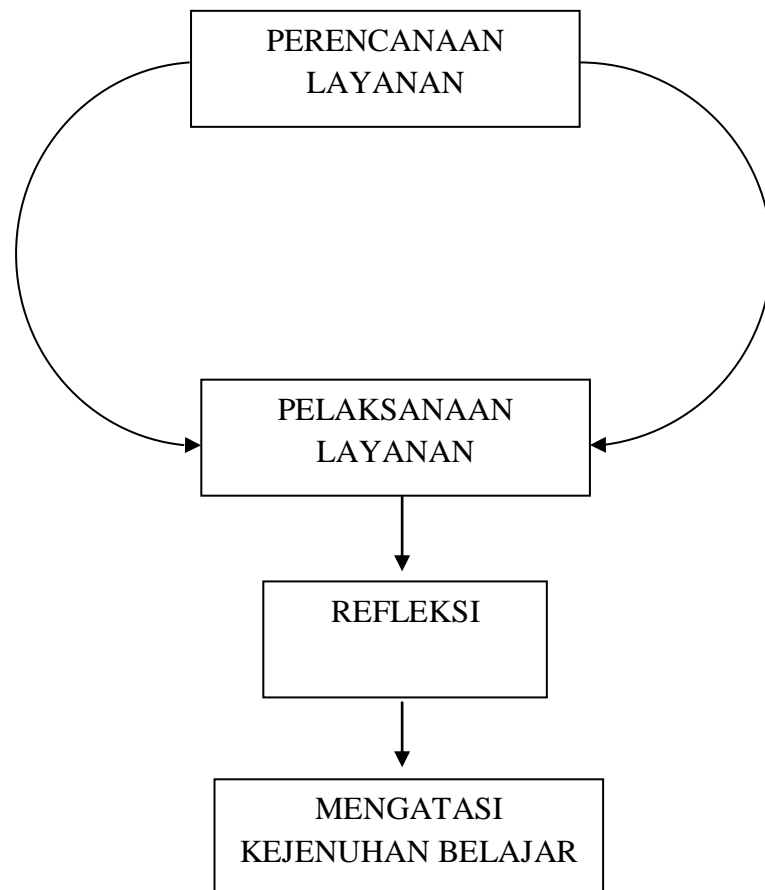 PERENCANAAN
LAYANAN
PELAKSANAAN
LAYANAN
REFLEKSI
MENGATASI
KEJENUHAN BELAJAR